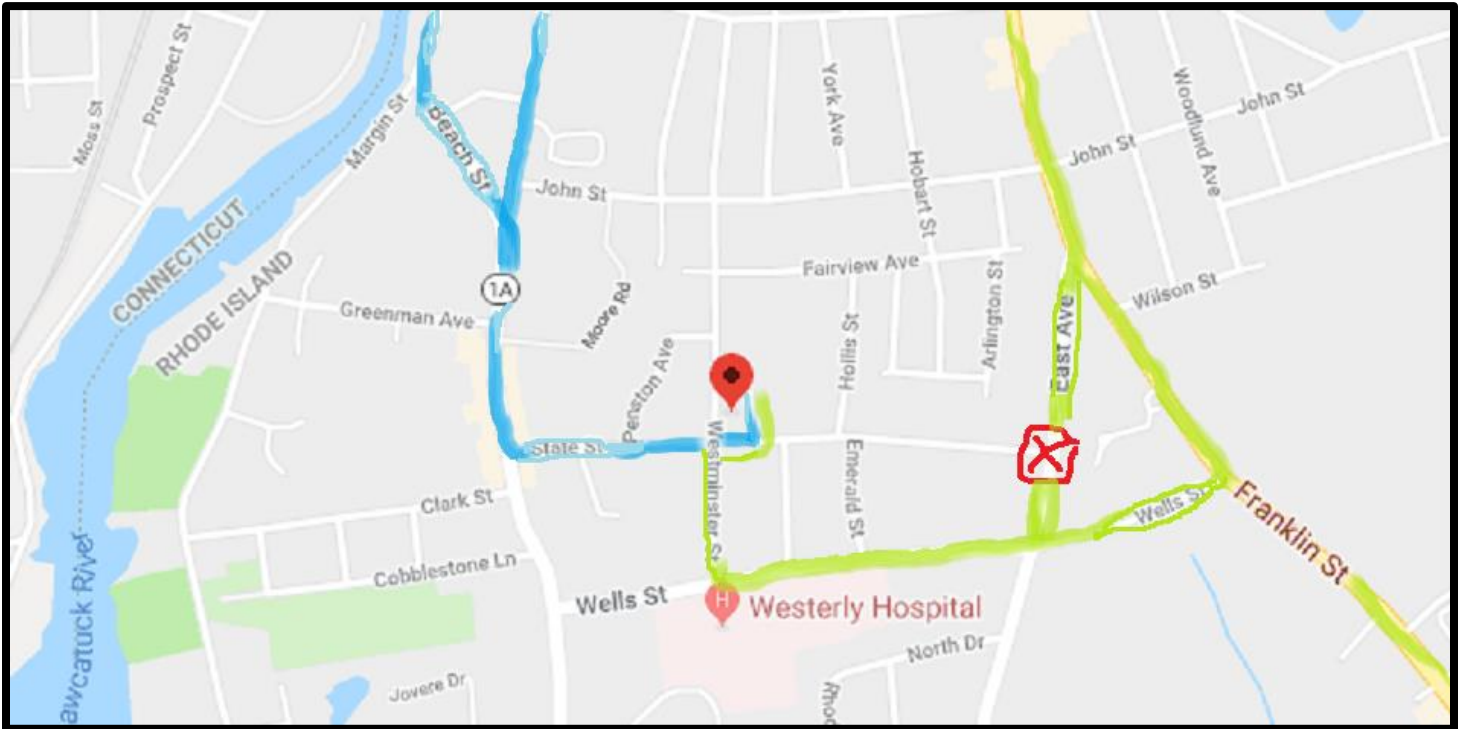 Prospect St
Moss St
Margin St
Beach St
York Ave
Hobart St
Woodlund Ave
John St
John St
John St
CONNECTICUT
RHODE ISLAND
1A
Greenman Ave
Moore Rd
Fairview Ave
Arlington St
Wilson St
East Ave
Hollis St
Penston Ave
State St
Westminster St
Emerald St
Clark St
Wells St
Franklin St
Cobblestone Ln
Wells St
H
Westerly Hospital
North Dr
Jovere Dr
awcatuck River
Rhod